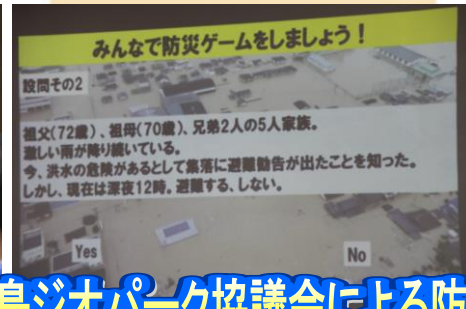 みんなで防災ゲームをしましょう！
設問その2
祖父(72歳)、祖母(70歳)、兄弟2人の5人家族。
激しい雨が降り続いている。
今、洪水の危険があるとして集落に避難勧告が出たことを知った。
しかし、現在は深夜12時。避難する、しない。
Yes
No
島ジオパーク協議会による防